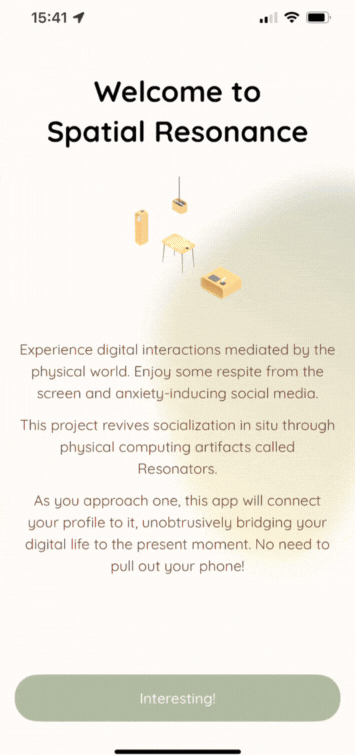 15:41
Welcome to
Spatial Resonance
Experience digital interactions mediated by the
physical world. Enjoy some respite from the
screen and anxiety-inducing social media.
This project revives socialization in situ through
physical computing artifacts called
Resonators.
As you approach one, this app will connect
your profile to it, unobtrusively bridging your
digital life to the present moment. No need to
pull out your phone!
Interesting!